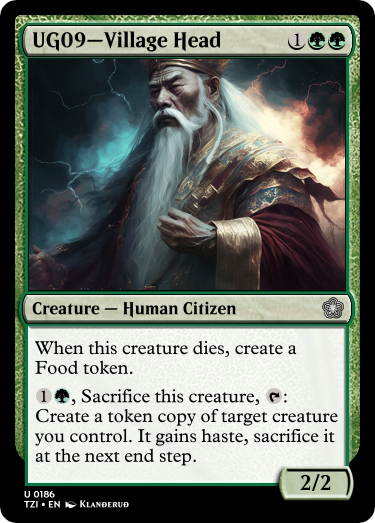 UG09—Village Head 1
Creature — Human Citizen
When this creature dies, create a
Food token.
1, Sacrifice this creature, :
Create a token copy of target creature
you control. It gains haste, sacrifice it
at the next end step.
2/2
U 0186
TZI • EN Klanderud